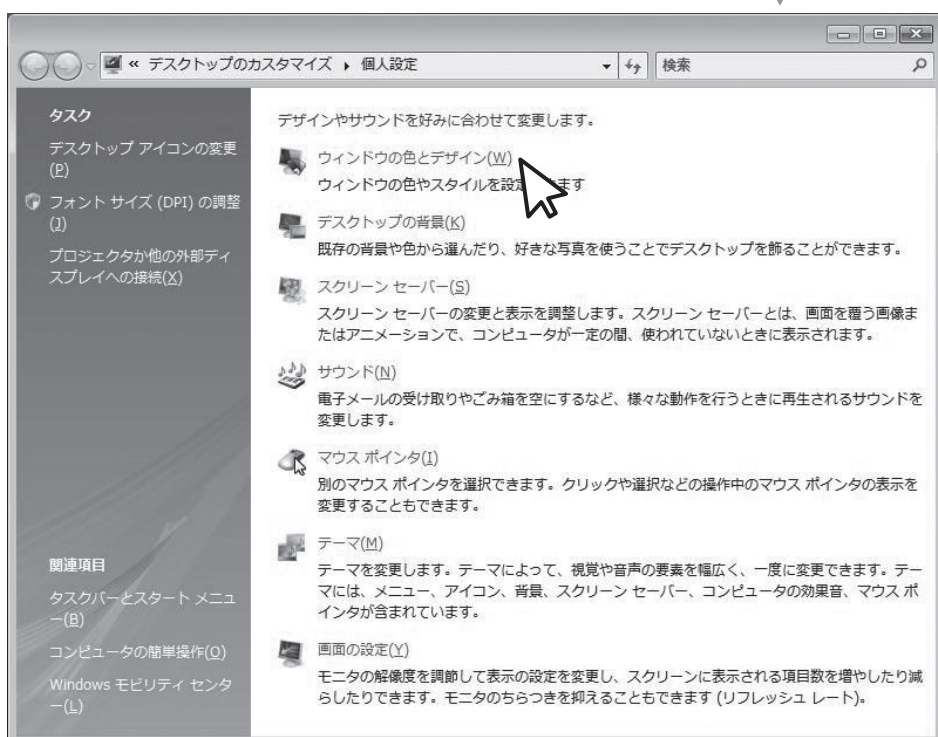 « デスクトップのカスタマイズ ▸ 個人設定
検索
タスク
デスクトップ アイコンの変更
(P)
フォント サイズ (DPI) の調整
(J)
プロジェクタか他の外部ディ
スプレイへの接続(X)
関連項目
タスクバーとスタート メニュ
ー(B)
コンピュータの簡単操作(O)
Windows モビリティ センタ
ー(L)
デザインやサウンドを好みに合わせて変更します。
ウィンドウの色とデザイン(W)
ウィンドウの色やスタイルを設定 きます
デスクトップの背景(K)
既存の背景や色から選んだり、好きな写真を使うことでデスクトップを飾ることができます。
スクリーン セーバー(S)
スクリーン セーバーの変更と表示を調整します。スクリーン セーバーとは、画面を覆う画像ま
たはアニメーションで、コンピュータが一定の間、使われていないときに表示されます。
サウンド(N)
電子メールの受け取りやごみ箱を空にするなど、様々な動作を行うときに再生されるサウンドを
変更します。
マウス ポインタ(I)
別のマウス ポインタを選択できます。クリックや選択などの操作中のマウス ポインタの表示を
変更することもできます。
テーマ(M)
テーマを変更します。テーマによって、視覚や音声の要素を幅広く、一度に変更できます。テー
マには、メニュー、アイコン、背景、スクリーン セーバー、コンピュータの効果音、マウス ポ
インタが含まれています。
画面の設定(Y)
モニタの解像度を調節して表示の設定を変更し、スクリーンに表示される項目数を増やしたり減
らしたりできます。モニタのちらつきを抑えることもできます (リフレッシュ レート)。